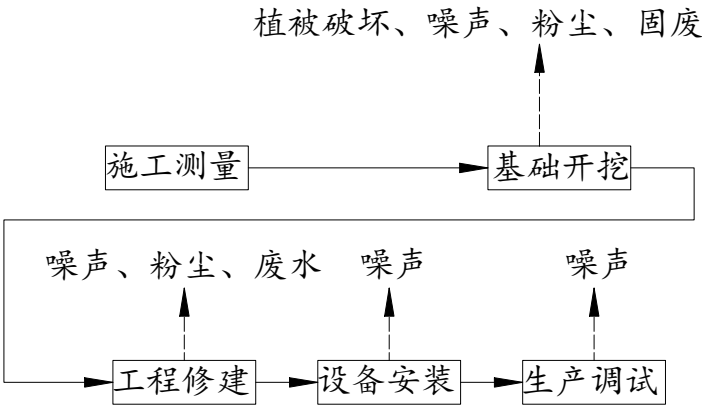 植被破坏、噪声、粉尘、固废
施工测量
基础开挖
噪声、粉尘、废水
噪声
噪声
工程修建
设备安装
生产调试